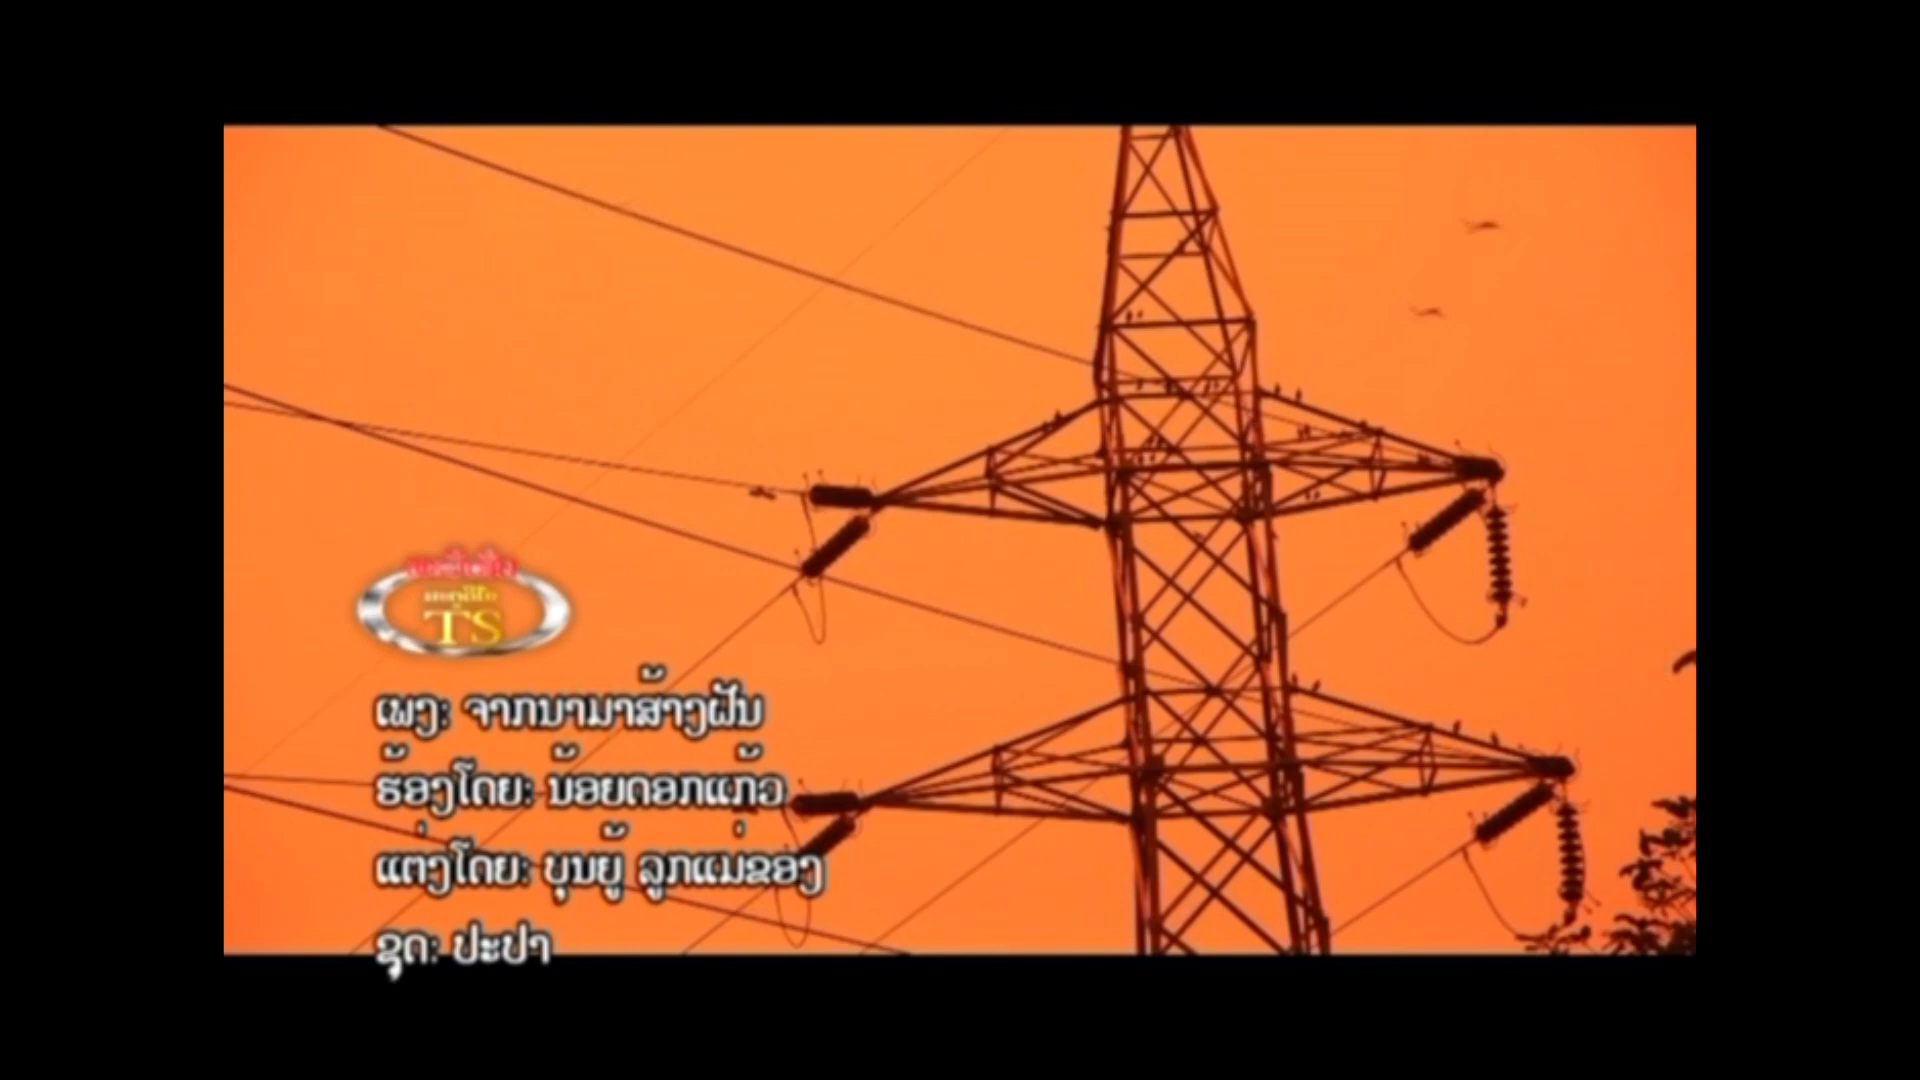 TS
ເພງ: ຈາກນາມາສ້າງຝັນ
ຮ້ອງໂດຍ: ນ້ອຍດອກແກ້ວ
ແຕ່ງໂດຍ: ບຸນຍູ້ ລູກແມ່ຂອງ
ຊຸດ: ປະປາ